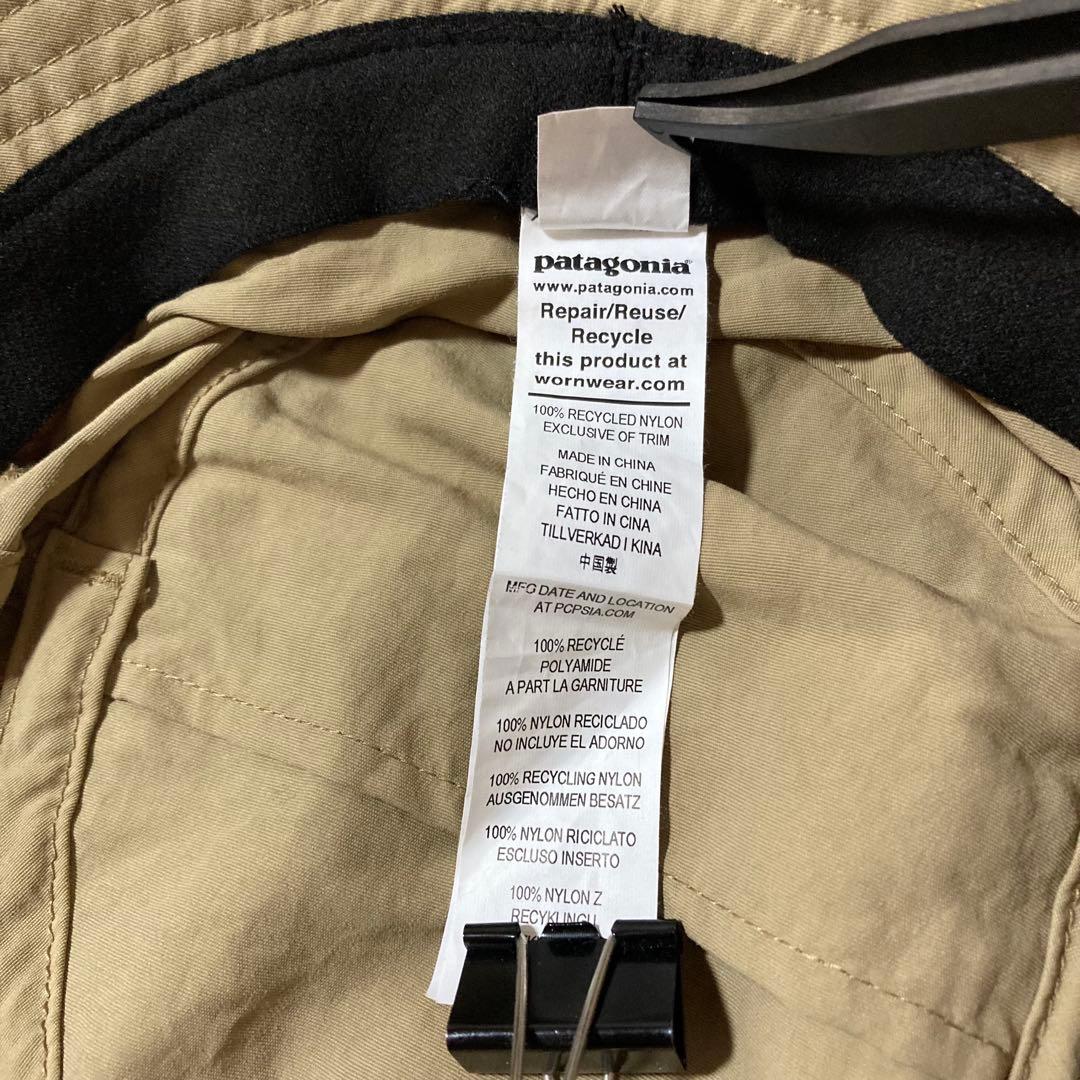 patagonia®
www.patagonia.com
Repair/Reuse/
Recycle
this product at
wornwear.com
100% RECYCLED NYLON
EXCLUSIVE OF TRIM
MADE IN CHINA
FABRIQUÉ EN CHINE
HECHO EN CHINA
FATTO IN CINA
TILLVERKAD I KINA
中国製
MFG DATE AND LOCATION
AT PCPSIA.COM
100% RECYCLÉ
POLYAMIDE
A PART LA GARNITURE
100% NYLON RECICLADO
NO INCLUYE EL ADORNO
100% RECYCLING NYLON
AUSGENOMMEN BESATZ
100% NYLON RICICLATO
ESCLUSO INSERTO
100% NYLON Z
RECYKLINGU